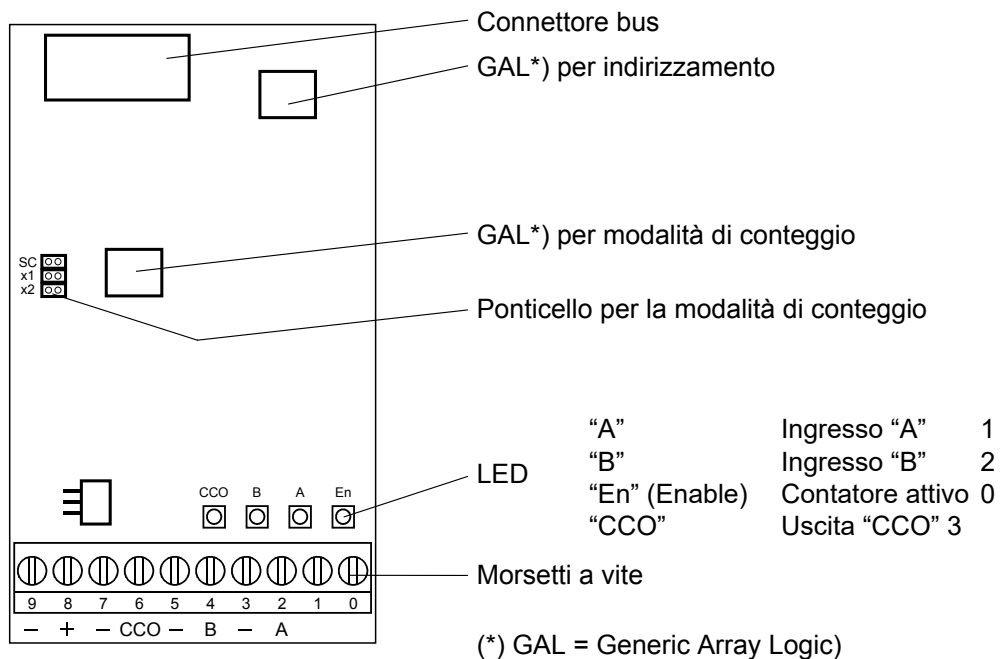 Connettore bus
GAL*) per indirizzamento
GAL*) per modalità di conteggio
SC
x1
x2
Ponticello per la modalità di conteggio
“A” Ingresso “A” 1
“B” Ingresso “B” 2
“En” (Enable) Contatore attivo 0
“CCO” Uscita “CCO” 3
LED
CCO B A En
Morsetti a vite
9 8 7 6 5 4 3 2 1 0
– + – CCO – B – A
(*) GAL = Generic Array Logic)